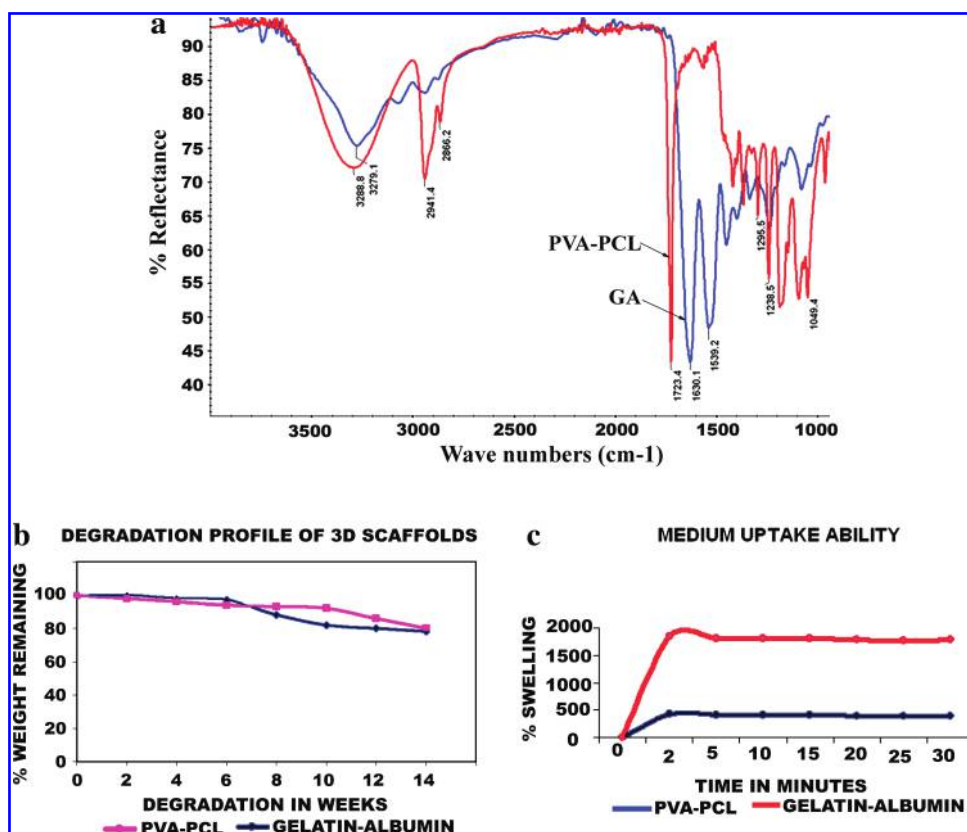 a
90
85
80
75
70
65
60
55
50
45
40
% Reflectance
3288.8
3279.1
2941.4
2866.2
PVA-PCL
GA
1723.4
1630.1
1539.2
1295.5
1238.5
1049.4
3500 3000 2500 2000 1500 1000
Wave numbers (cm-1)
b DEGRADATION PROFILE OF 3D SCAFFOLDS
% WEIGHT REMAINING
100
80
60
40
20
0
0 2 4 6 8 10 12 14
DEGRADATION IN WEEKS
PVA-PCL GELATIN-ALBUMIN
c MEDIUM UPTAKE ABILITY
% SWELLING
2000
1500
1000
500
0
0 2 5 10 15 20 25 30
TIME IN MINUTES
PVA-PCL GELATIN-ALBUMIN